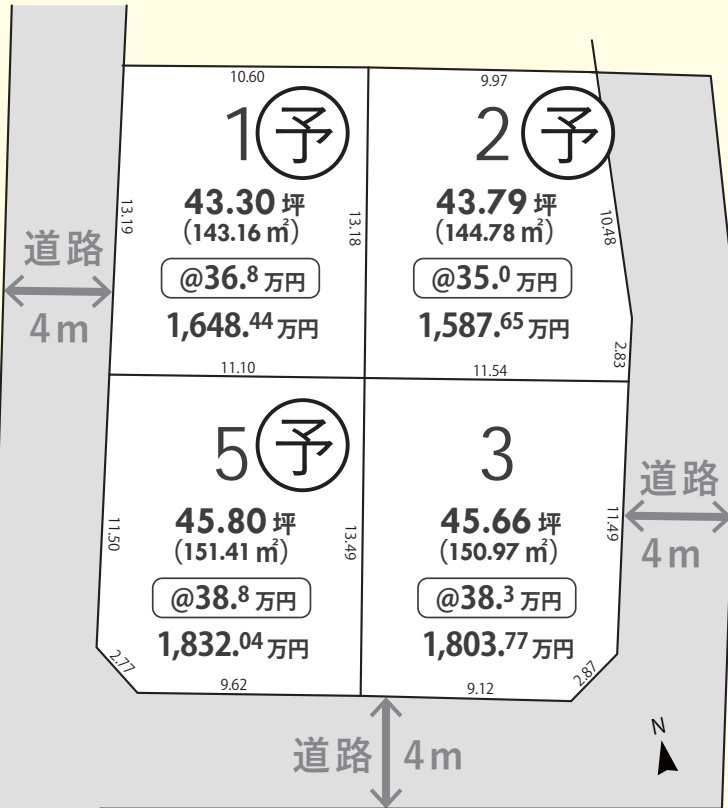 10.60
9.97
1 予
2 予
43.30 坪
(143.16 ㎡)
@36.8 万円
1,648.44 万円
43.79 坪
(144.78 ㎡)
@35.0 万円
1,587.65 万円
13.19
13.18
10.48
2.83
道路
4m
11.10
11.54
5 予
3
45.80 坪
(151.41 ㎡)
@38.8 万円
1,832.04 万円
45.66 坪
(150.97 ㎡)
@38.3 万円
1,803.77 万円
11.50
13.49
11.49
道路
4m
2.77
9.62
9.12
2.87
道路 4m
N